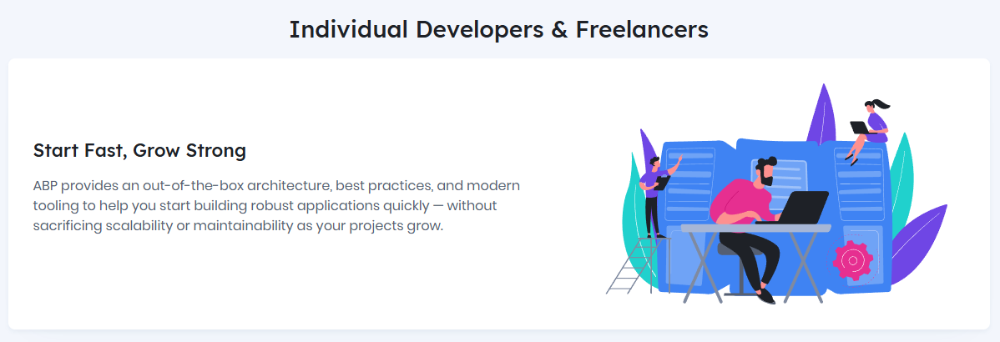 Individual Developers & Freelancers
Start Fast, Grow Strong
ABP provides an out-of-the-box architecture, best practices, and modern
tooling to help you start building robust applications quickly — without
sacrificing scalability or maintainability as your projects grow.